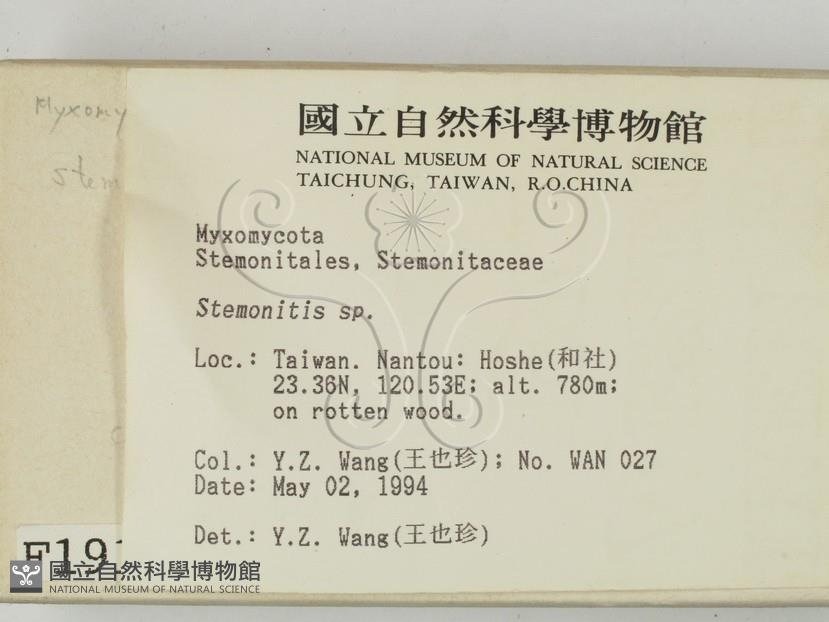 國立自然科學博物館
NATIONAL MUSEUM OF NATURAL SCIENCE
TAICHUNG, TAIWAN, R.O.CHINA
Myxomy
Stem
Myxomycota
Stemonitales, Stemonitaceae
Stemonitis sp.
Loc.: Taiwan. Nantou: Hoshe(和社)
23.36N, 120.53E; alt. 780m;
on rotten wood.
Col.: Y.Z. Wang(王也珍); No. WAN 027
Date: May 02, 1994
Det.: Y.Z. Wang(王也珍)
F191
國立自然科學博物館
NATIONAL MUSEUM OF NATURAL SCIENCE